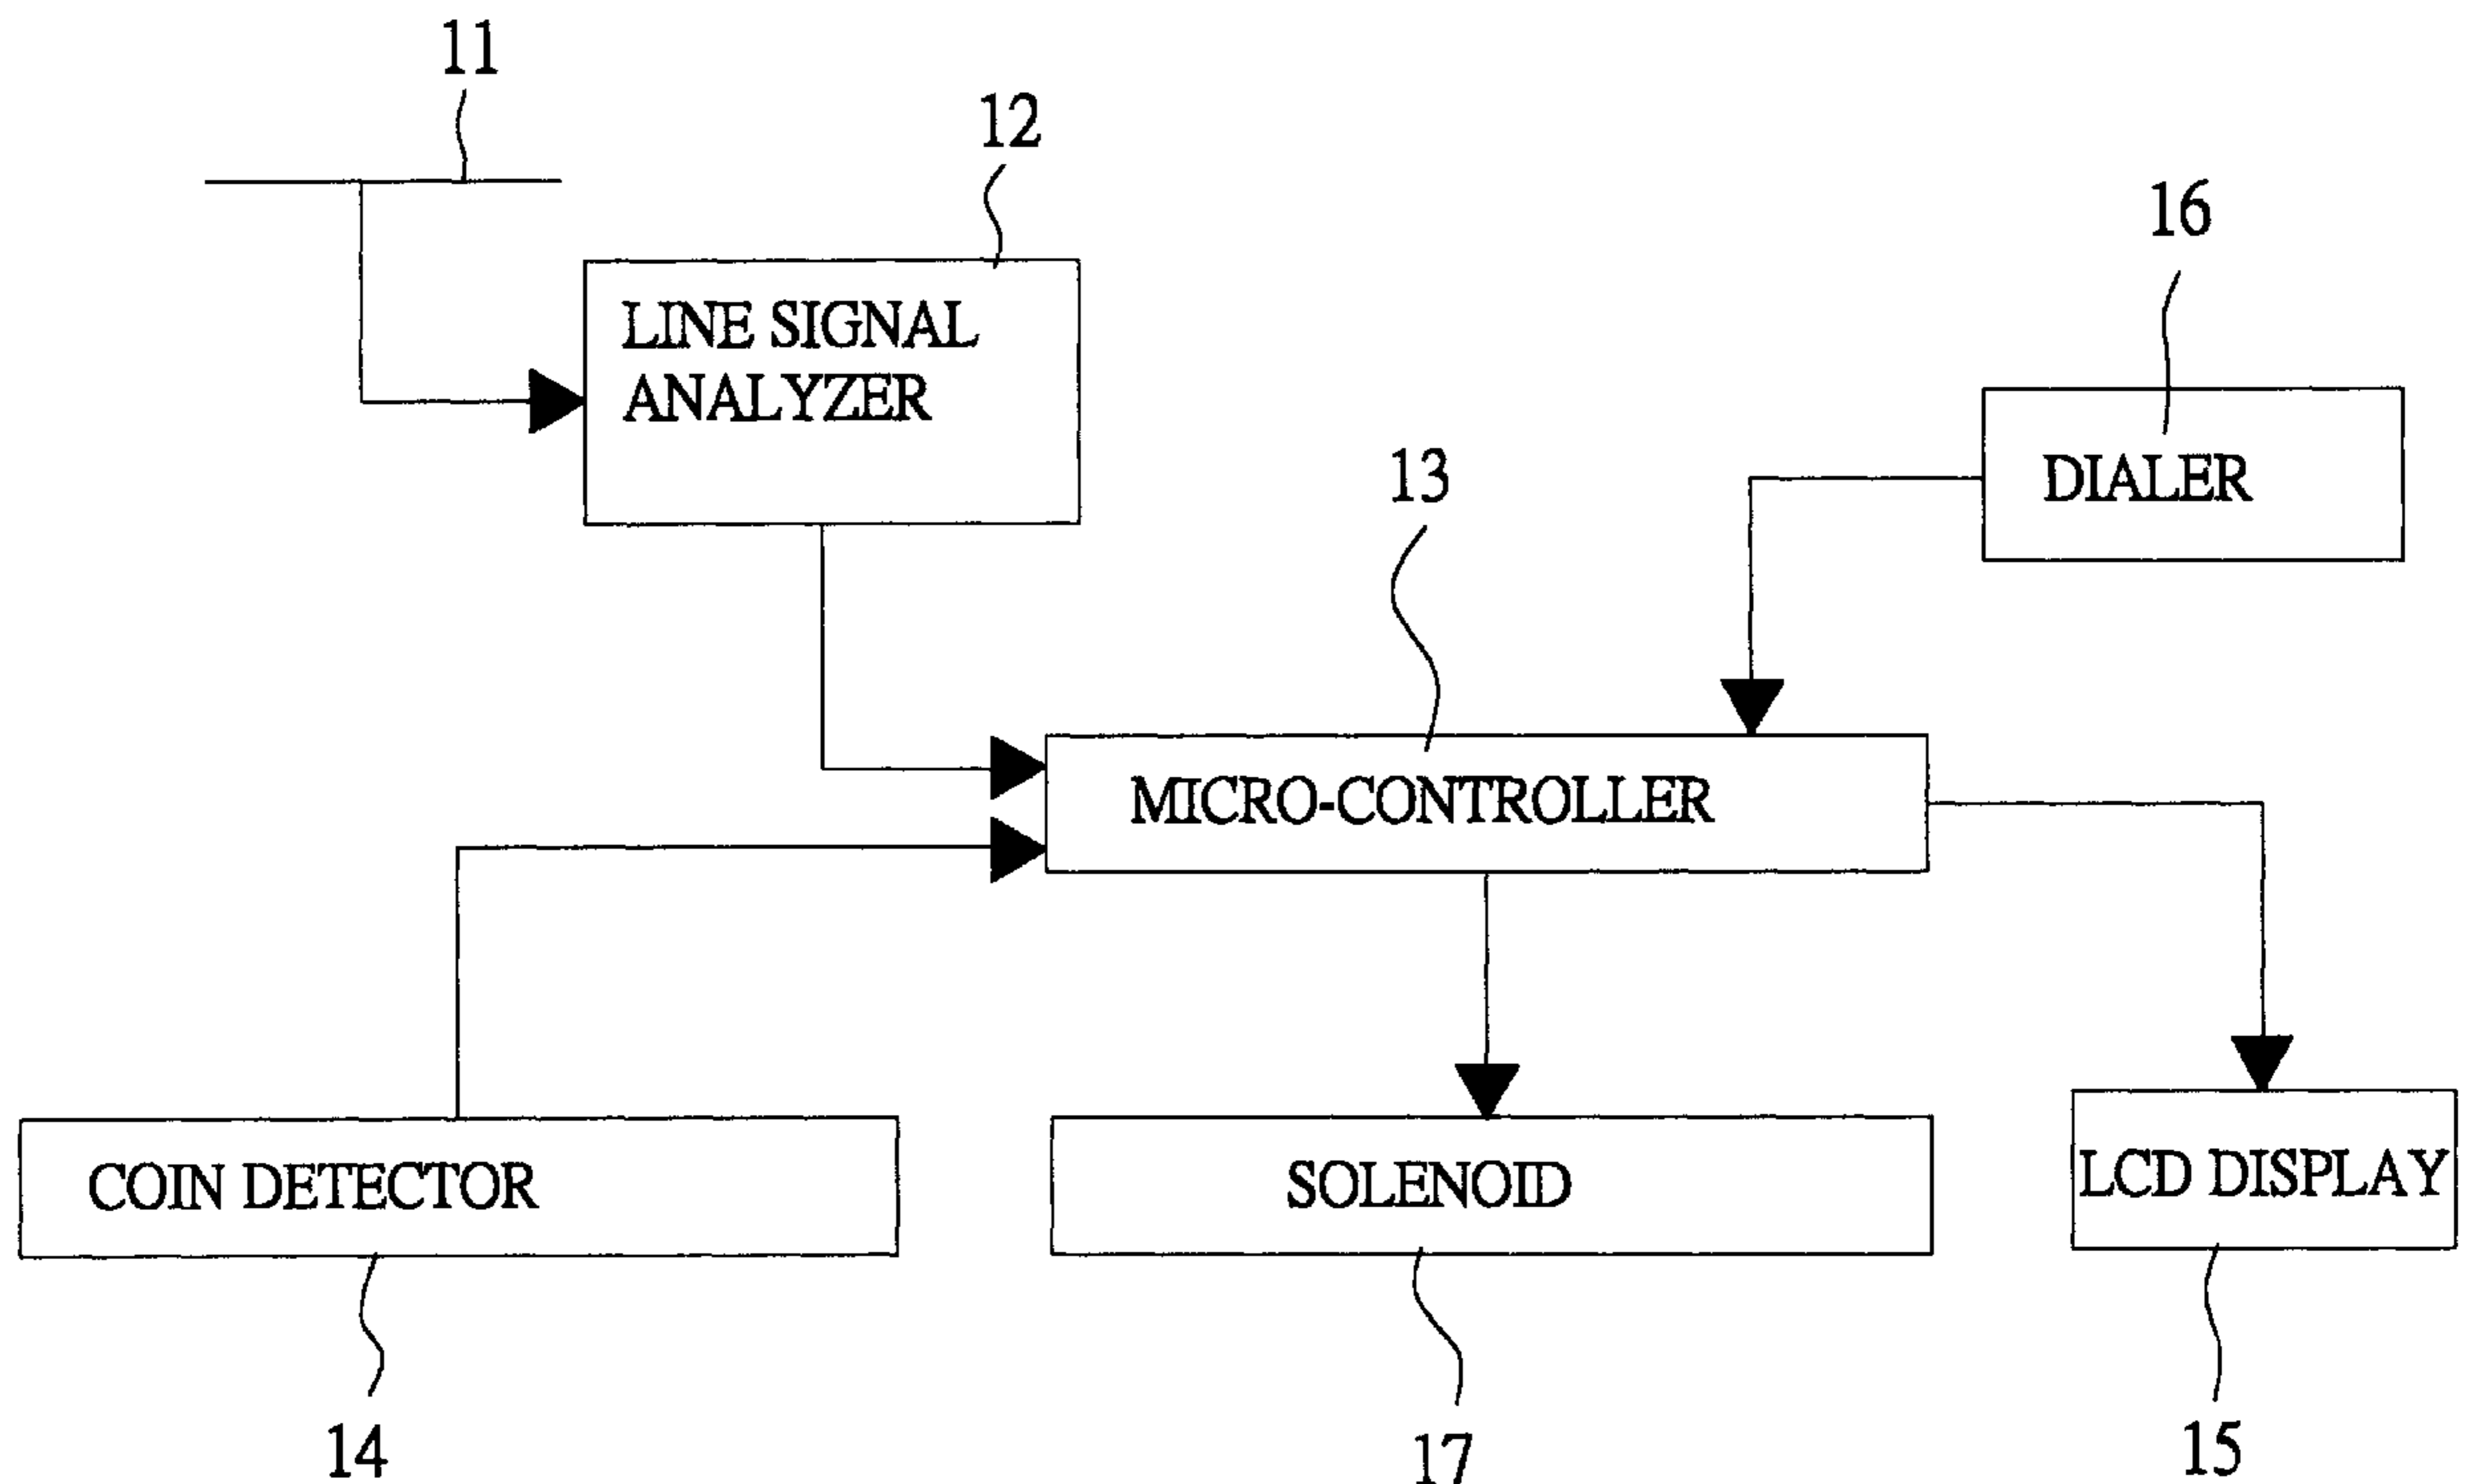 11
12
16
LINE SIGNAL
ANALYZER
13
DIALER
MICRO-CONTROLLER
COIN DETECTOR
SOLENOID
LCD DISPLAY
14
17
15